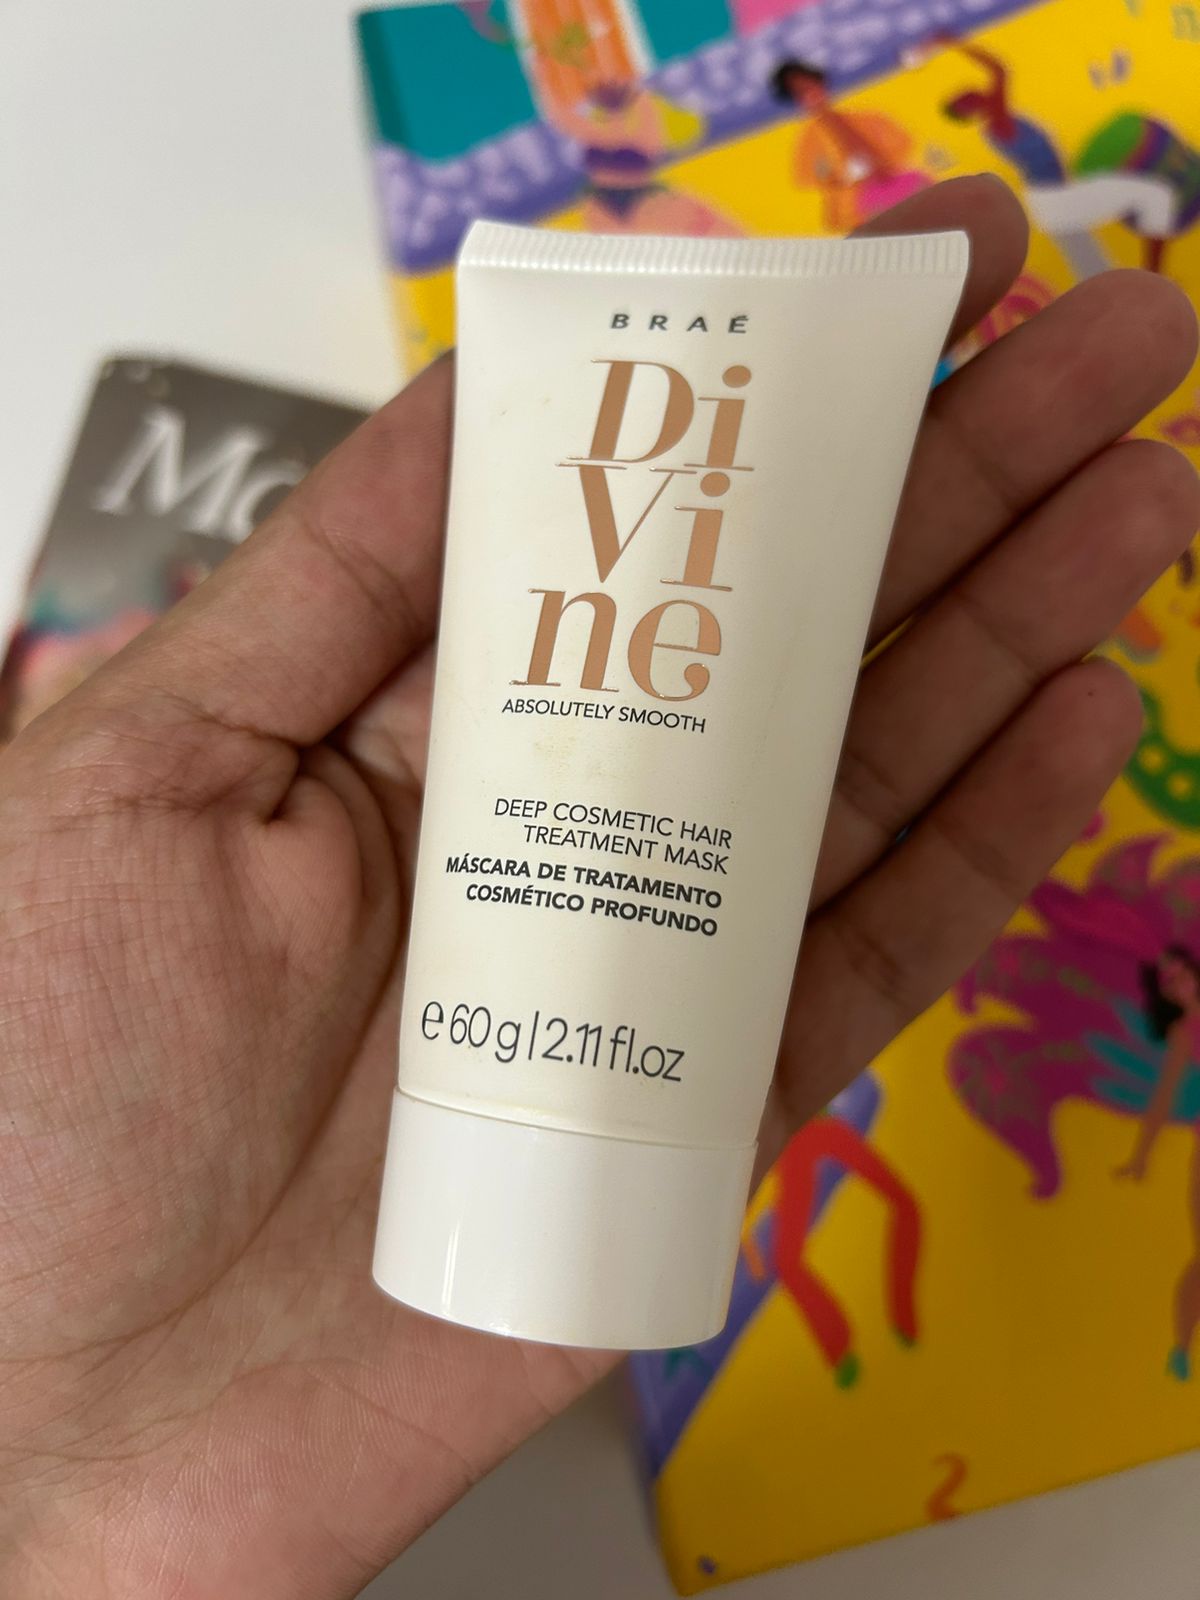 BRAÉ
Di
Vi
ne
ABSOLUTELY SMOOTH
DEEP COSMETIC HAIR
TREATMENT MASK
MÁSCARA DE TRATAMENTO
COSMÉTICO PROFUNDO
e 60 g | 2.11 fl.oz